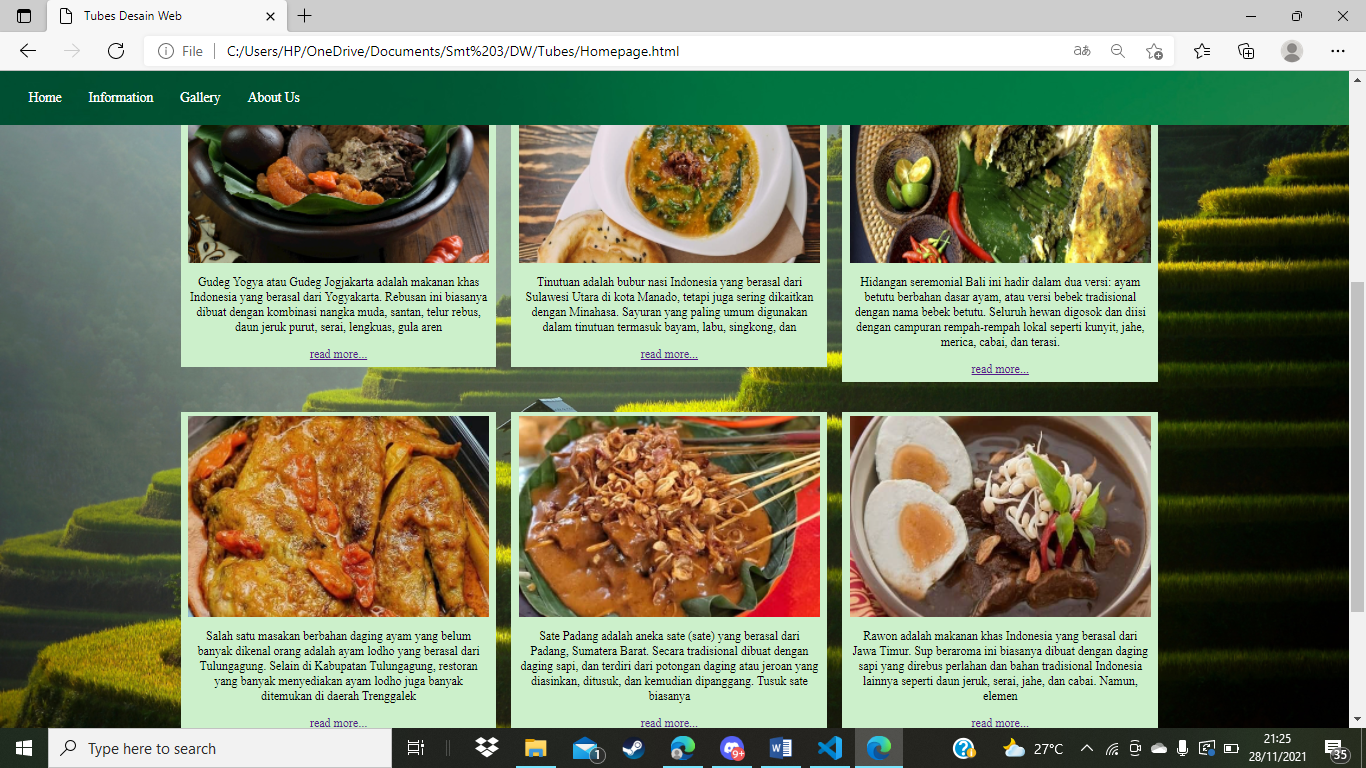 Tubes Desain Web
File
C:/Users/HP/OneDrive/Documents/Smt%203/DW/Tubes/Homepage.html
aあ
Home Information Gallery About Us
Gudeg Yogya atau Gudeg Jogjakarta adalah makanan khas
Indonesia yang berasal dari Yogyakarta. Rebusan ini biasanya
dibuat dengan kombinasi nangka muda, santan, telur rebus,
daun jeruk purut, serai, lengkuas, gula aren
read more...
Tinutuan adalah bubur nasi Indonesia yang berasal dari
Sulawesi Utara di kota Manado, tetapi juga sering dikaitkan
dengan Minahasa. Sayuran yang paling umum digunakan
dalam tinutuan termasuk bayam, labu, singkong, dan
read more...
Hidangan seremonial Bali ini hadir dalam dua versi: ayam
betutu berbahan dasar ayam, atau versi bebek tradisional
dengan nama bebek betutu. Seluruh hewan digosok dan diisi
dengan campuran rempah-rempah lokal seperti kunyit, jahe,
merica, cabai, dan terasi.
read more...
Salah satu masakan berbahan daging ayam yang belum
banyak dikenal orang adalah ayam lodho yang berasal dari
Tulungagung. Selain di Kabupatan Tulungagung, restoran
yang banyak menyediakan ayam lodho juga banyak
ditemukan di daerah Trenggalek
read more...
Sate Padang adalah aneka sate (sate) yang berasal dari
Padang, Sumatera Barat. Secara tradisional dibuat dengan
daging sapi, dan terdiri dari potongan daging atau jeroan yang
diasinkan, ditusuk, dan kemudian dipanggang. Tusuk sate
biasanya
read more...
Rawon adalah makanan khas Indonesia yang berasal dari
Jawa Timur. Sup beraroma ini biasanya dibuat dengan daging
sapi yang direbus perlahan dan bahan tradisional Indonesia
lainnya seperti daun jeruk, serai, jahe, dan cabai. Namun,
elemen
read more...
Type here to search
1
9+
27°C
21:25
28/11/2021
35